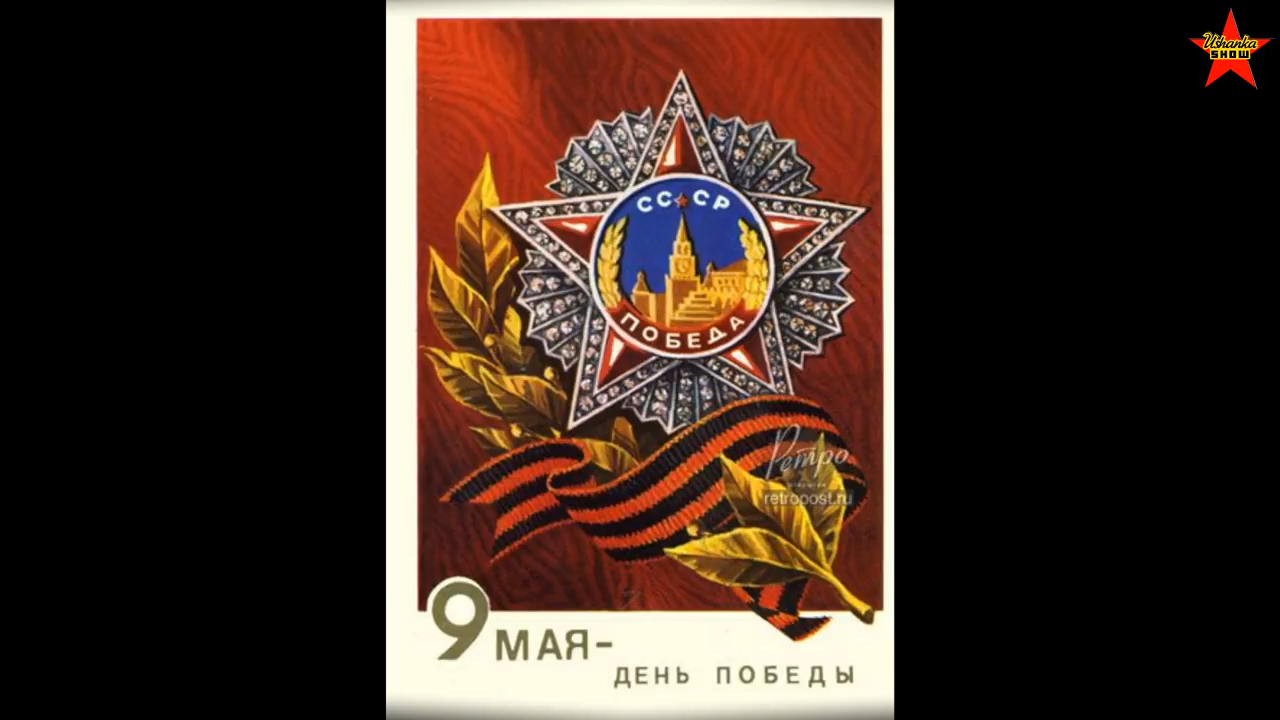 Ushanka
SHOW
СССР
ПОБЕДА
Ретро
retropost.ru
9 МАЯ-
ДЕНЬ ПОБЕДЫ